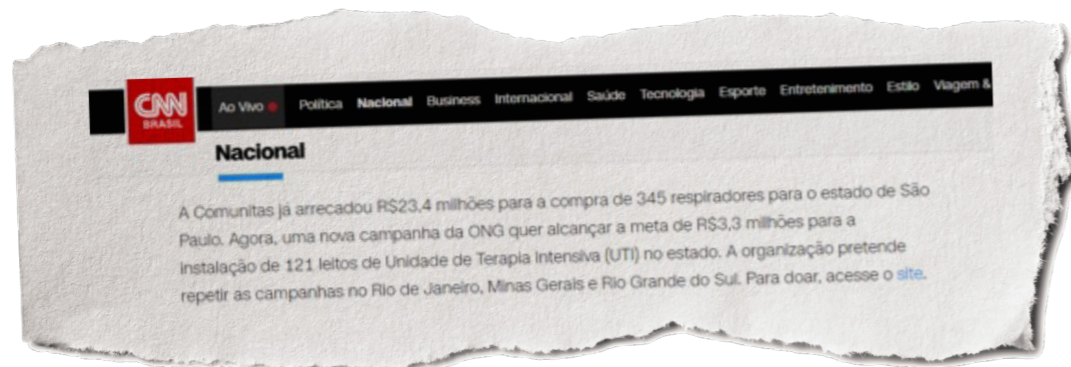 CNN
BRASIL
Ao Vivo Política Nacional Business Internacional Saúde Tecnologia Esporte Entretenimento Estilo Viagem &
Nacional
A Comunitas já arrecadou R$23,4 milhões para a compra de 345 respiradores para o estado de São
Paulo. Agora, uma nova campanha da ONG quer alcançar a meta de R$3,3 milhões para a
instalação de 121 leitos de Unidade de Terapia Intensiva (UTI) no estado. A organização pretende
repetir as campanhas no Rio de Janeiro, Minas Gerais e Rio Grande do Sul. Para doar, acesse o site.